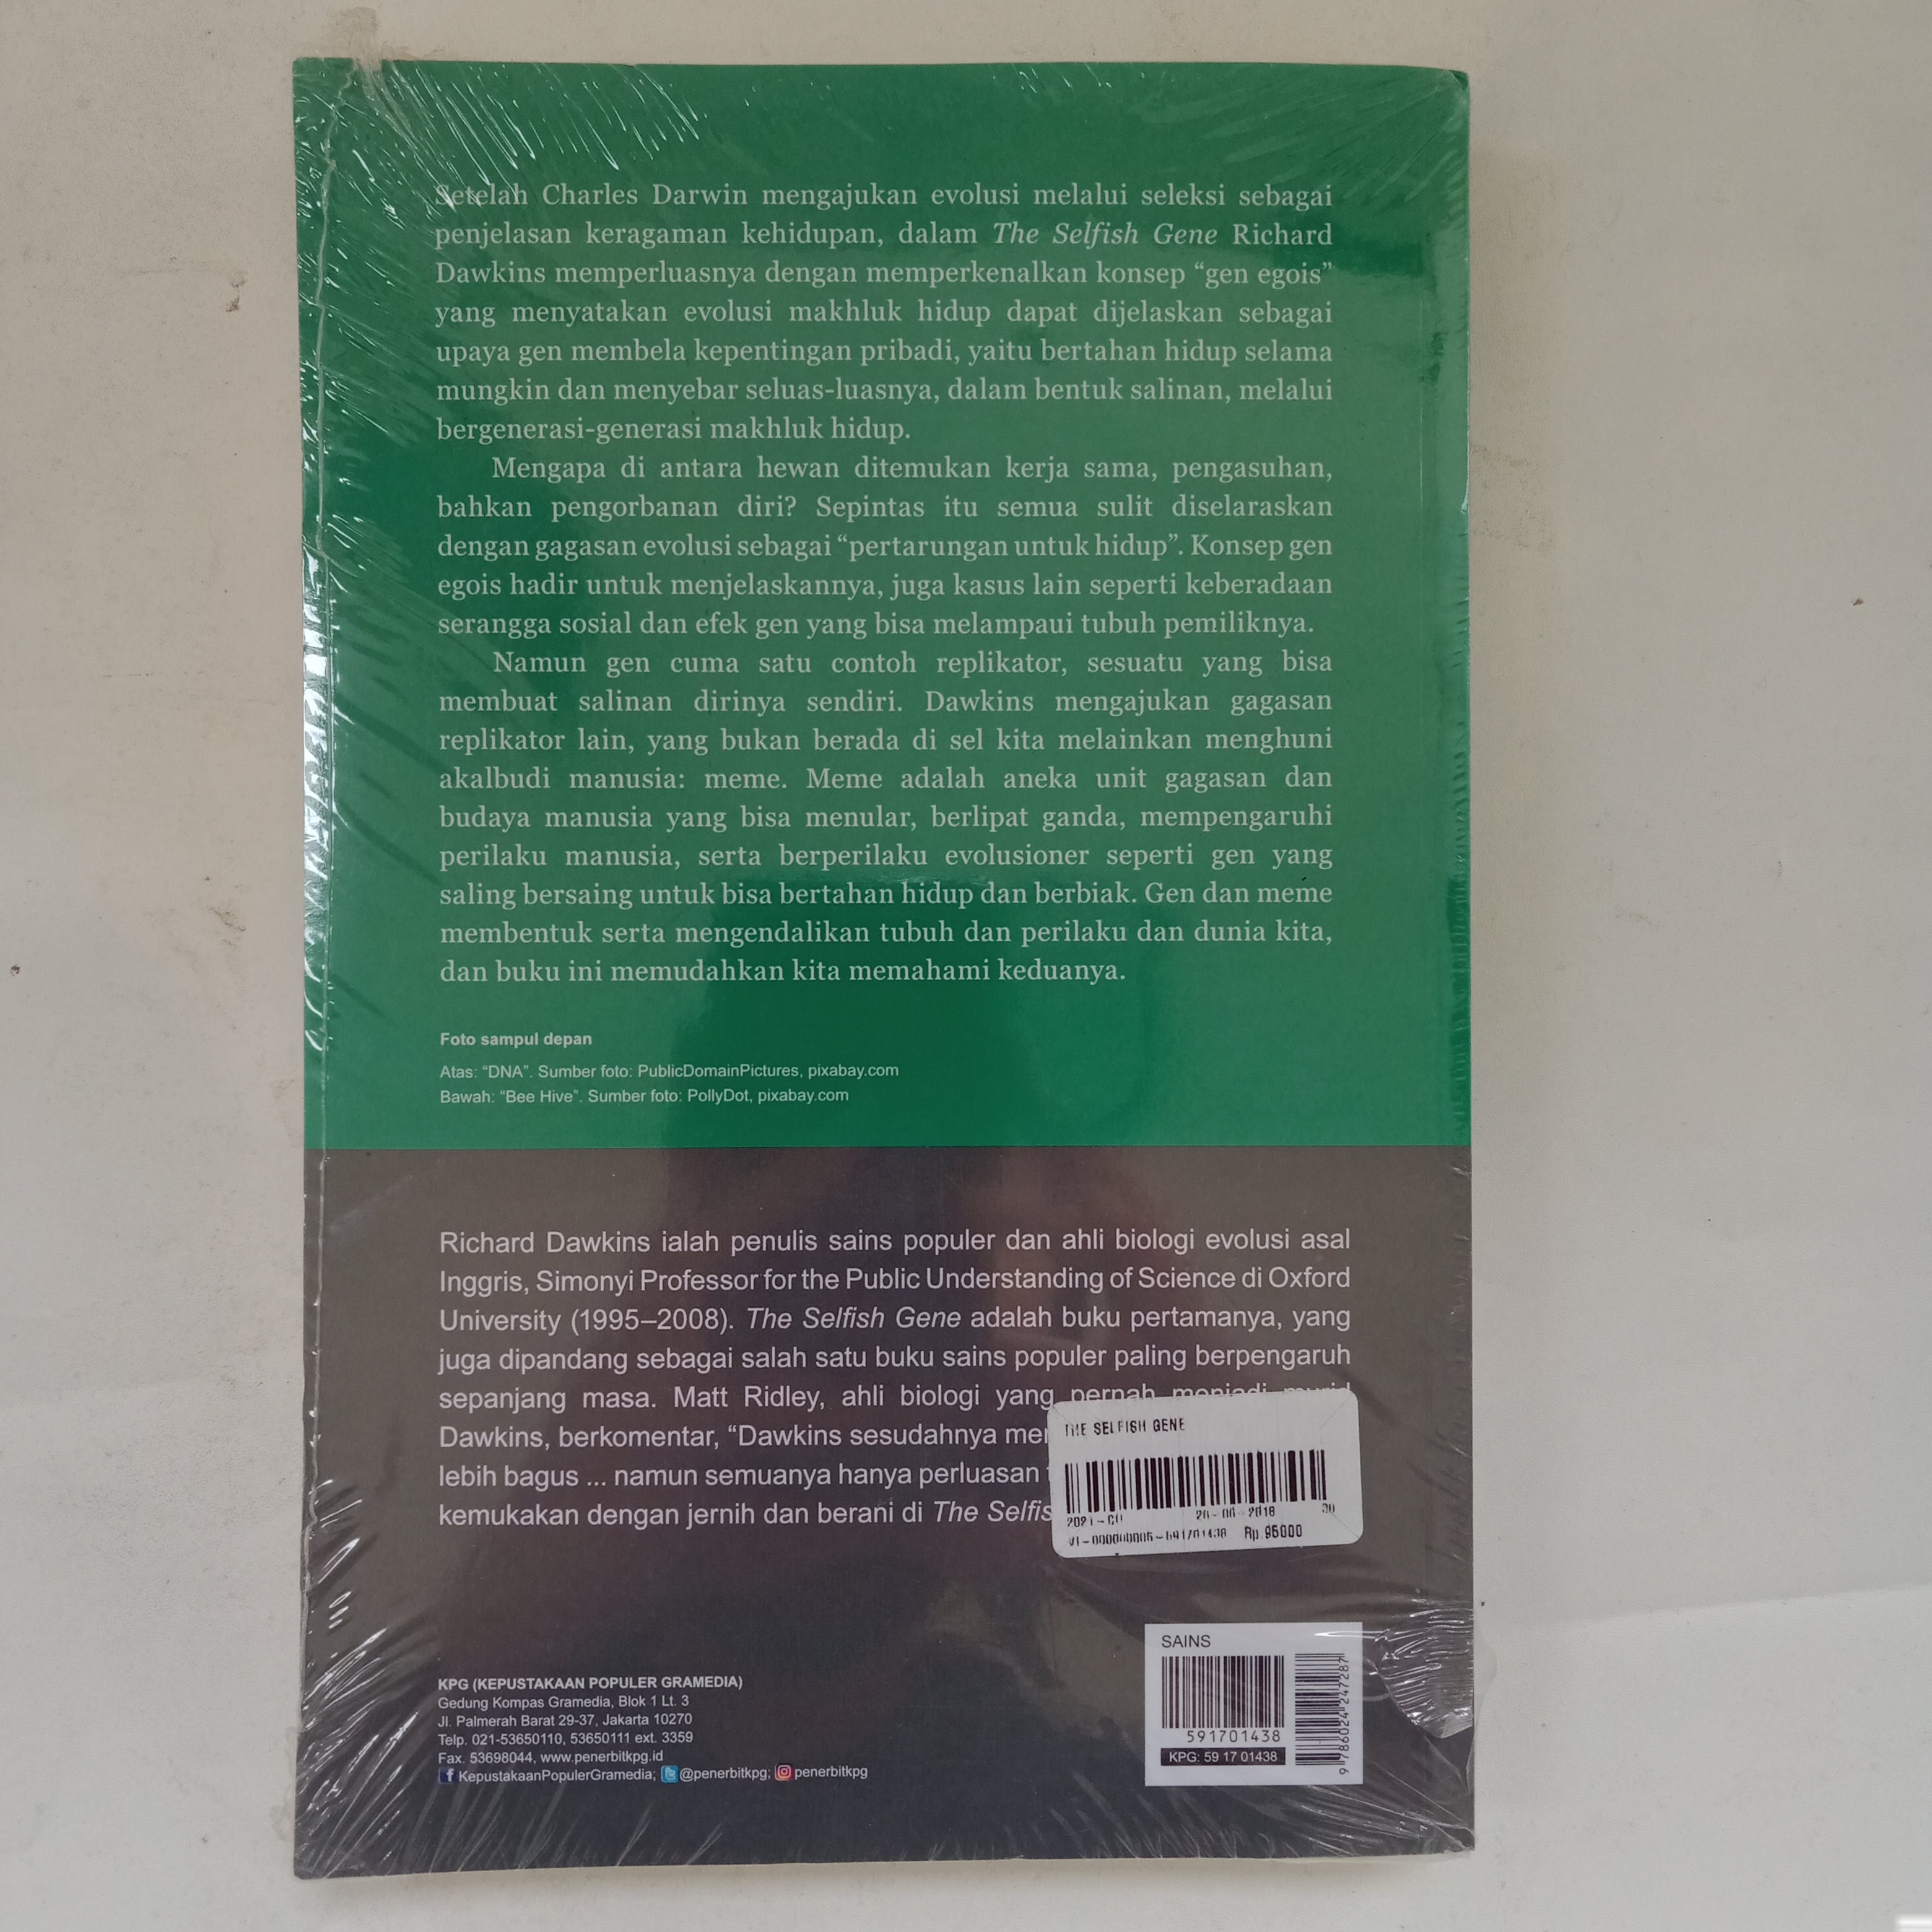 Setelah Charles Darwin mengajukan evolusi melalui seleksi sebagai
penjelasan keragaman kehidupan, dalam The Selfish Gene Richard
Dawkins memperluasnya dengan memperkenalkan konsep “gen egois”
yang menyatakan evolusi makhluk hidup dapat dijelaskan sebagai
upaya gen membela kepentingan pribadi, yaitu bertahan hidup selama
mungkin dan menyebar seluas-luasnya, dalam bentuk salinan, melalui
bergenerasi-generasi makhluk hidup.
Mengapa di antara hewan ditemukan kerja sama, pengasuhan,
bahkan pengorbanan diri? Sepintas itu semua sulit diselaraskan
dengan gagasan evolusi sebagai “pertarungan untuk hidup”. Konsep gen
egois hadir untuk menjelaskannya, juga kasus lain seperti keberadaan
serangga sosial dan efek gen yang bisa melampaui tubuh pemiliknya.
Namun gen cuma satu contoh replikator, sesuatu yang bisa
membuat salinan dirinya sendiri. Dawkins mengajukan gagasan
replikator lain, yang bukan berada di sel kita melainkan menghuni
akalbudi manusia: meme. Meme adalah aneka unit gagasan dan
budaya manusia yang bisa menular, berlipat ganda, mempengaruhi
perilaku manusia, serta berperilaku evolusioner seperti gen yang
saling bersaing untuk bisa bertahan hidup dan berbiak. Gen dan meme
membentuk serta mengendalikan tubuh dan perilaku dan dunia kita,
dan buku ini memudahkan kita memahami keduanya.
Foto sampul depan
Atas: “DNA”. Sumber foto: PublicDomainPictures, pixabay.com
Bawah: “Bee Hive”. Sumber foto: PollyDot, pixabay.com
Richard Dawkins ialah penulis sains populer dan ahli biologi evolusi asal
Inggris, Simonyi Professor for the Public Understanding of Science di Oxford
University (1995–2008). The Selfish Gene adalah buku pertamanya, yang
juga dipandang sebagai salah satu buku sains populer paling berpengaruh
sepanjang masa. Matt Ridley, ahli biologi yang pernah menjadi murid
Dawkins, berkomentar, “Dawkins sesudahnya
lebih bagus ... namun semuanya hanya perluasan
kemukakan dengan jernih dan berani di The
THE SELFISH GENE
Rp 95000
KPG (KEPUSTAKAAN POPULER GRAMEDIA)
Gedung Kompas Gramedia, Blok 1 Lt. 3
Jl. Palmerah Barat 29-37, Jakarta 10270
Telp. 021-53650110, 53650111 ext. 3359
Fax. 53698044, www.penerbitkpg.id
KepustakaanPopulerGramedia; @penerbitkpg; penerbitkpg
SAINS
591701438
KPG: 59 17 01438
9 786024 247287